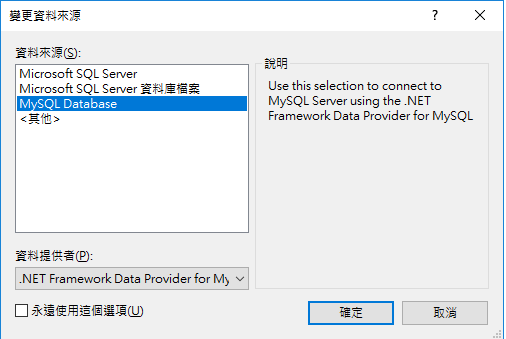 變更資料來源
?
資料來源(S):
說明
Microsoft SQL Server
Microsoft SQL Server 資料庫檔案
MySQL Database
<其他>
Use this selection to connect to
MySQL Server using the .NET
Framework Data Provider for MySQL
資料提供者(P):
.NET Framework Data Provider for My
永遠使用這個選項(U)
確定
取消